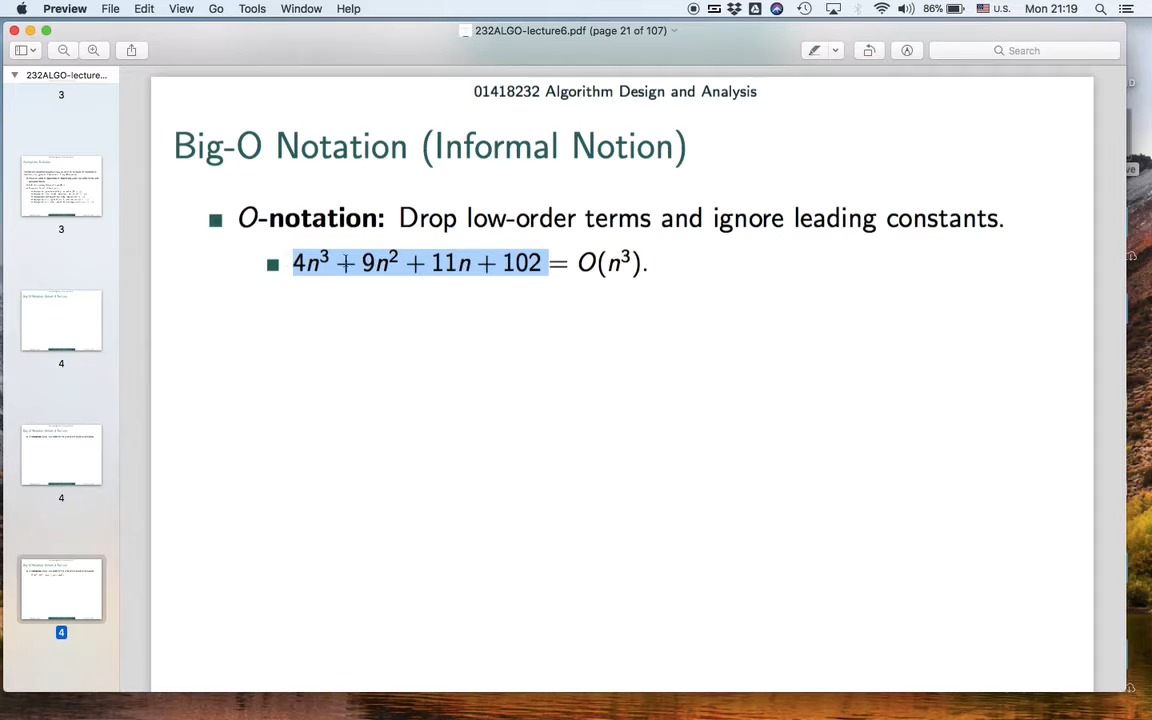 Preview File Edit View Go Tools Window Help 86% U.S. Mon 21:19
232ALGO-lecture6.pdf (page 21 of 107)
Search
232ALGO-lecture...
3
3
4
4
4
01418232 Algorithm Design and Analysis
Big-O Notation (Informal Notion)
■ O-notation: Drop low-order terms and ignore leading constants.
■ 4n³ + 9n² + 11n + 102 = O(n³).